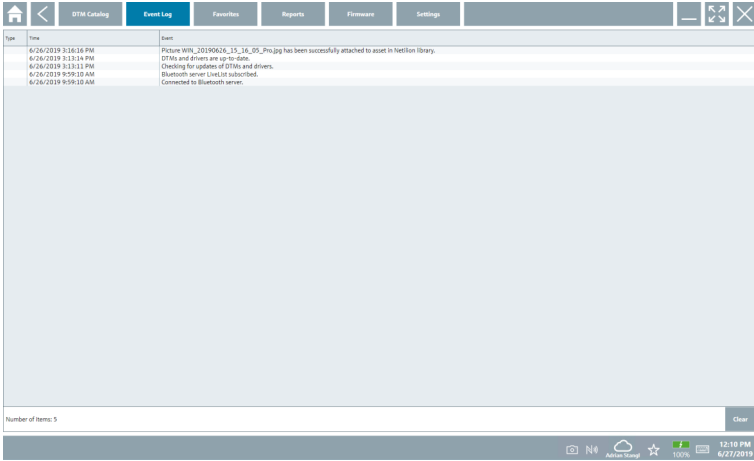 DTM Catalog Event Log Favorites Reports Firmware Settings
Type Time Event
6/26/2019 3:16:16 PM Picture WIN_20190626_15_16_05_Pro.jpg has been successfully attached to asset in Netilion library.
6/26/2019 3:13:14 PM DTMs and drivers are up-to-date.
6/26/2019 3:13:11 PM Checking for updates of DTMs and drivers.
6/26/2019 9:59:10 AM Bluetooth server LiveList subscribed.
6/26/2019 9:59:10 AM Connected to Bluetooth server.
Number of items: 5 Clear
Adrian Stangl 100% 12:10 PM
6/27/2019